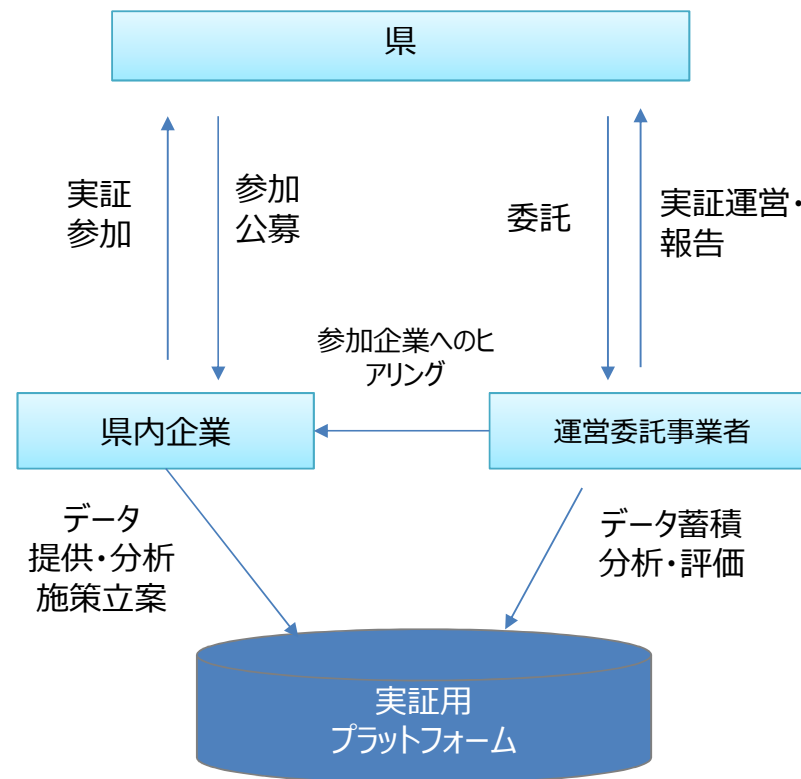 県
実証
参加
参加
公募
委託
実証運営・
報告
参加企業へのヒ
アリング
県内企業
運営委託事業者
データ
提供・分析
施策立案
データ蓄積
分析・評価
実証用
プラットフォーム